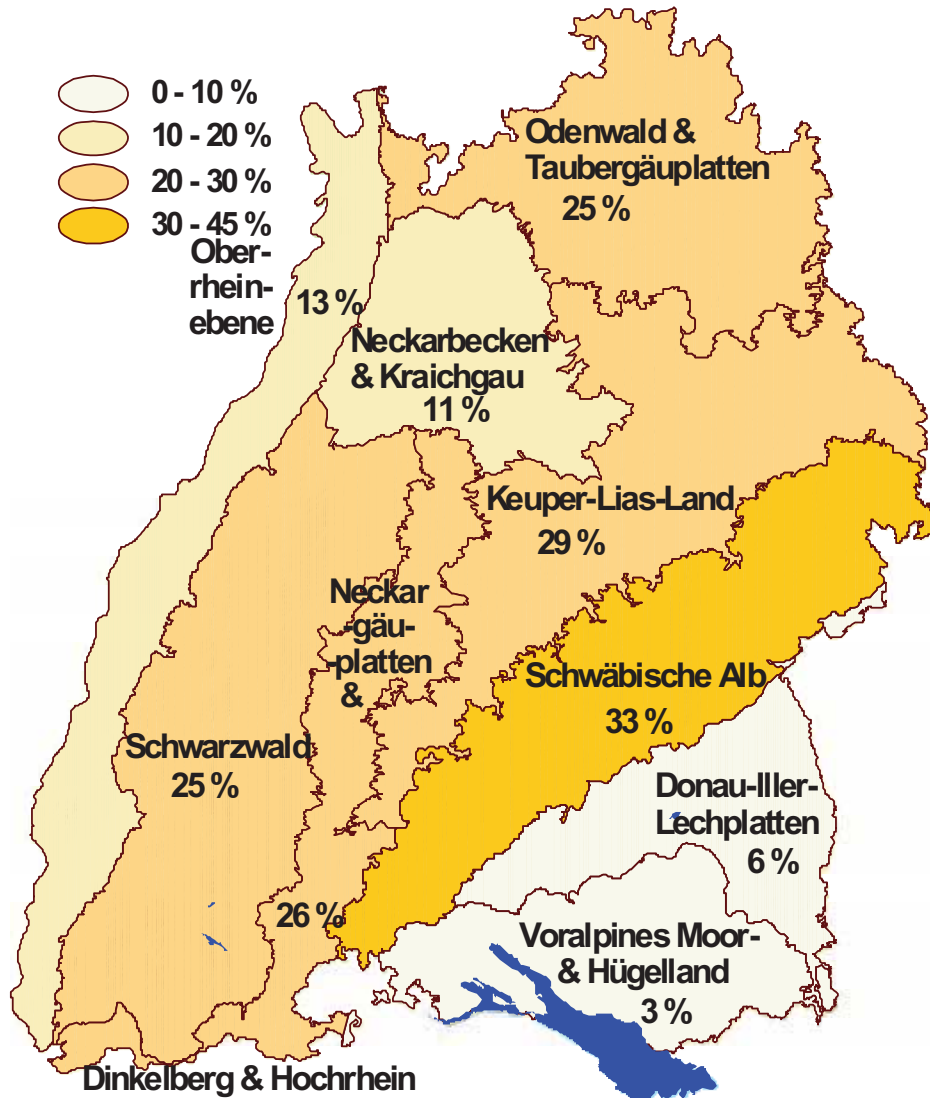 0 - 10 %
10 - 20 %
20 - 30 %
30 - 45 %
Odenwald &
Taubergäuplatten
25 %
Ober-
rhein-
ebene
13 %
Neckarbecken
& Kraichgau
11 %
Keuper-Lias-Land
29 %
Neckar
-gäu-
-platten
&
Schwäbische Alb
33 %
Schwarzwald
25 %
Donau-Iller-
Lechplatten
6 %
26 %
Voralpines Moor-
& Hügelland
3 %
Dinkelberg & Hochrhein